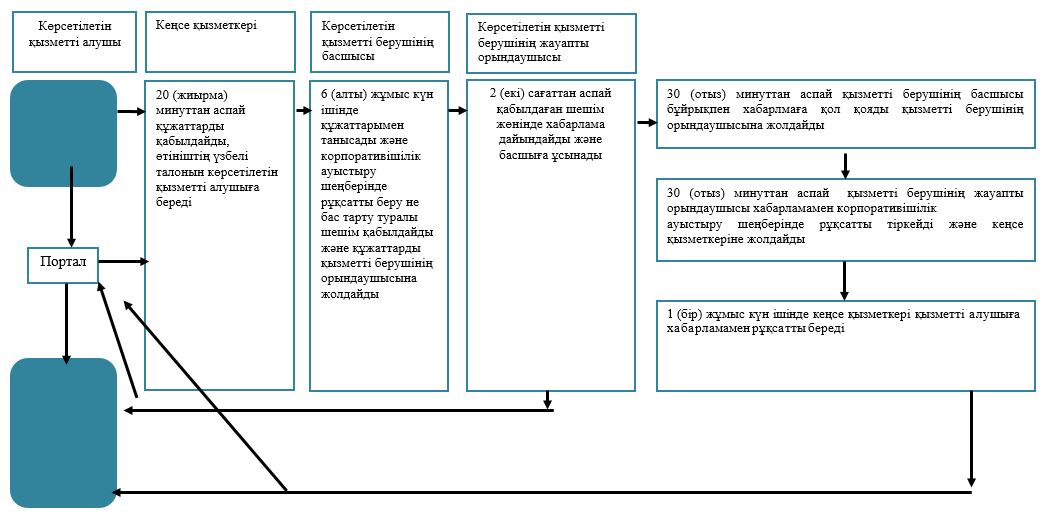 Көрсетілетін
қызметті алушы
Кеңсе қызметкері
Көрсетілетін
қызметті берушінің
басшысы
Көрсетілетін қызметті
берушінің жауапты
орындаушысы
20 (жиырма)
минуттан аспай
құжаттарды
қабылдайды,
өтініштің үзбелі
талонын көрсетілетін
қызметті алушыға
береді
6 (алты) жұмыс күн
ішінде
құжаттарымен
танысады және
корпоративішілік
ауыстыру
шеңберінде
рұқсатты беру не
бас тарту туралы
шешім қабылдайды
және құжаттарды
қызметті берушінің
орындаушысына
жолдайды
2 (екі) сағаттан аспай
қабылдаған шешім
жөнінде хабарлама
дайындайды және
басшыға ұсынады
30 (отыз) минуттан аспай қызметті берушінің басшысы
бұйрықпен хабарлмаға қол қояды қызметті берушінің
орындаушысына жолдайды
30 (отыз) минуттан аспай қызметті берушінің жауапты
орындаушысы хабарламамен корпоративішілік
ауыстыру шеңберінде рұқсатты тіркейді және кеңсе
қызметкеріне жолдайды
1 (бір) жұмыс күн ішінде кеңсе қызметкері қызметті алушыға
хабарламамен рұқсатты береді
Портал